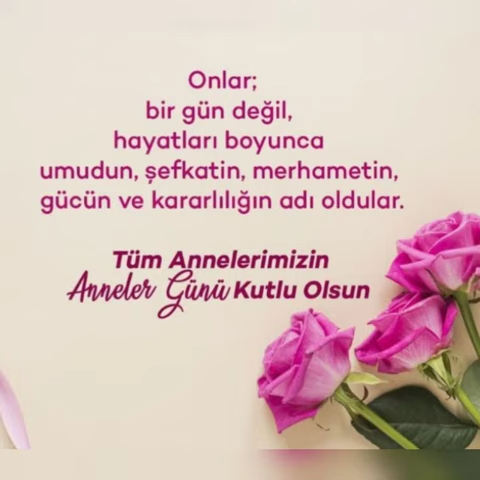 Onlar;
bir gün değil,
hayatları boyunca
umudun, şefkatin, merhametin,
gücün ve kararlılığın adı oldular.
Tüm Annelerimizin
Anneler Günü Kutlu Olsun